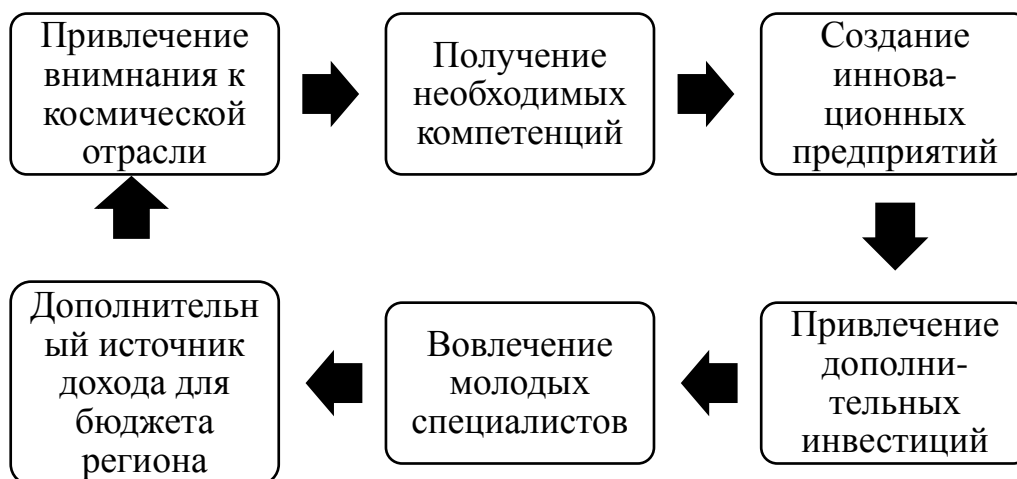 Привлечение
внимнания к
космической
отрасли
Получение
необходимых
компетенций
Создание
иннова-
ционных
предприятий
Привлечение
дополни-
тельных
инвестиций
Вовлечение
молодых
специалистов
Дополнительн
ый источник
дохода для
бюджета
региона